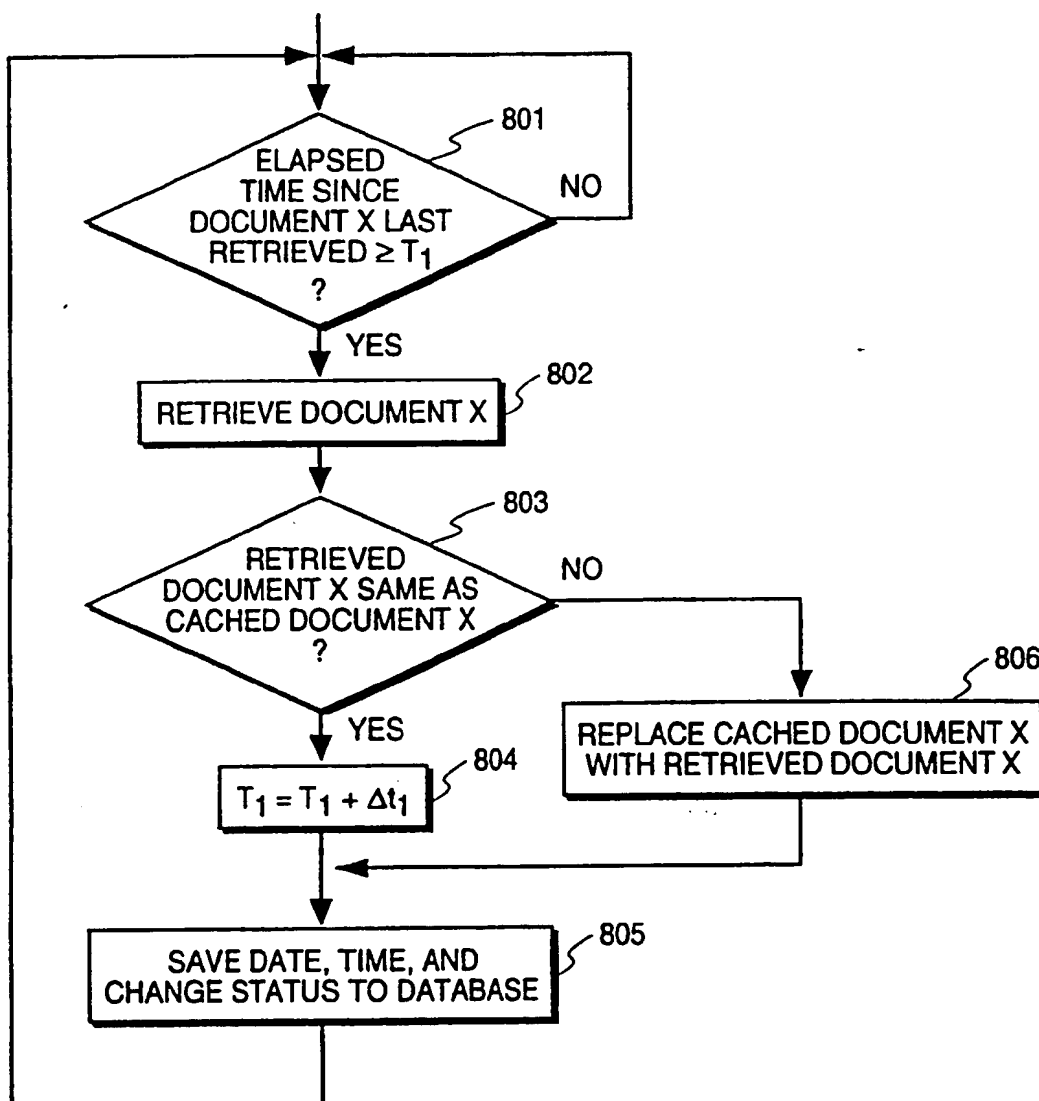 801
ELAPSED
TIME SINCE
DOCUMENT X LAST
RETRIEVED ≥ T1
?
NO
YES
802
RETRIEVE DOCUMENT X
803
RETRIEVED
DOCUMENT X SAME AS
CACHED DOCUMENT X
?
NO
YES
806
REPLACE CACHED DOCUMENT X
WITH RETRIEVED DOCUMENT X
804
T1 = T1 + Δt1
805
SAVE DATE, TIME, AND
CHANGE STATUS TO DATABASE